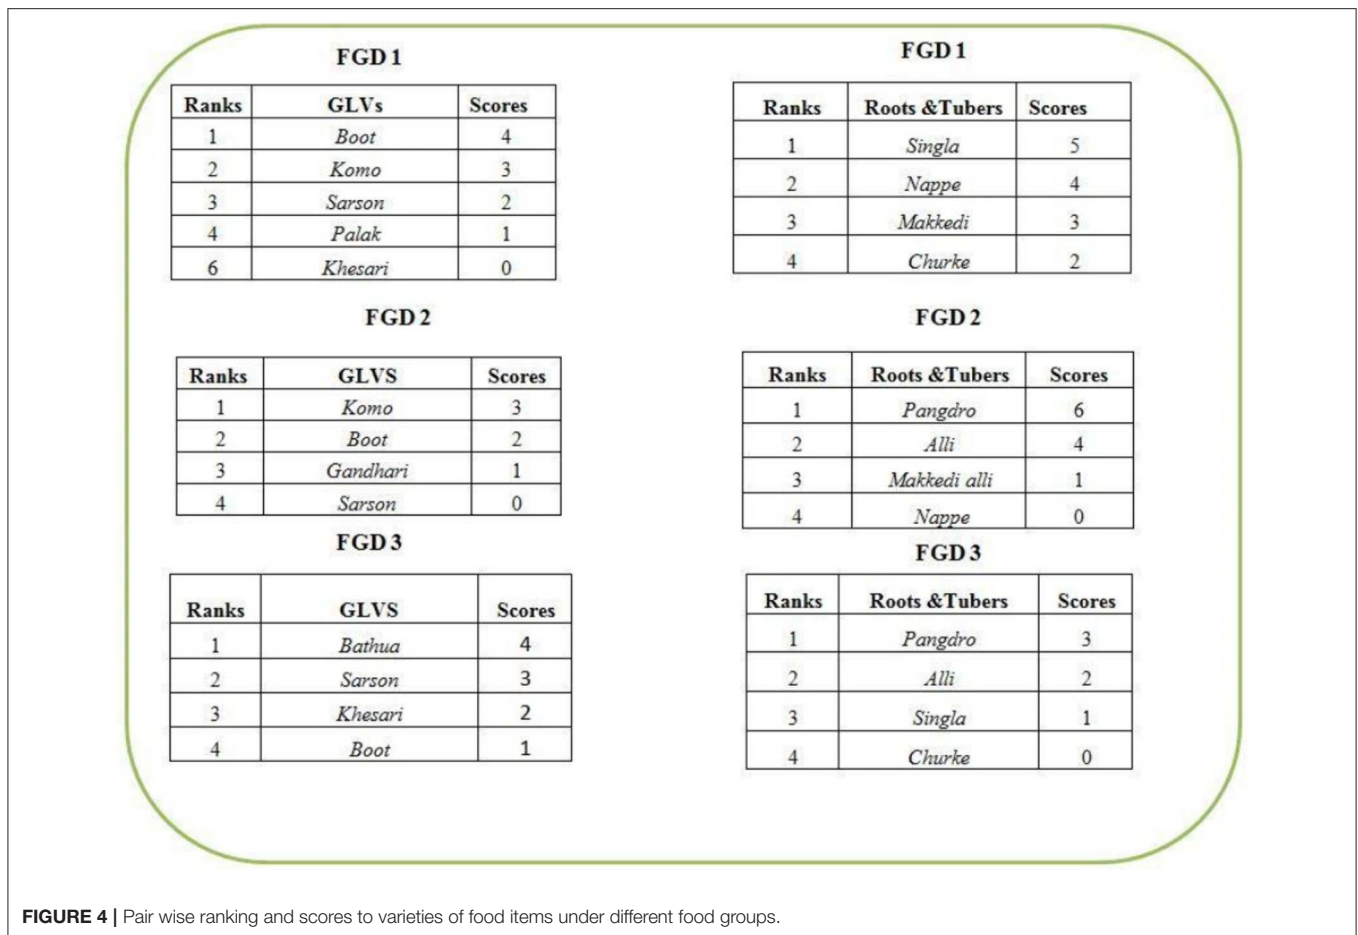 FGD 1
Ranks GLVs Scores
1 Boot 4
2 Komo 3
3 Sarson 2
4 Palak 1
6 Khesari 0
FGD 2
Ranks GLVS Scores
1 Komo 3
2 Boot 2
3 Gandhari 1
4 Sarson 0
FGD 3
Ranks GLVS Scores
1 Bathua 4
2 Sarson 3
3 Khesari 2
4 Boot 1
FGD 1
Ranks Roots &Tubers Scores
1 Singla 5
2 Nappe 4
3 Makkedi 3
4 Churke 2
FGD 2
Ranks Roots &Tubers Scores
1 Pangdro 6
2 Alli 4
3 Makkedi alli 1
4 Nappe 0
FGD 3
Ranks Roots &Tubers Scores
1 Pangdro 3
2 Alli 2
3 Singla 1
4 Churke 0
FIGURE 4 | Pair wise ranking and scores to varieties of food items under different food groups.